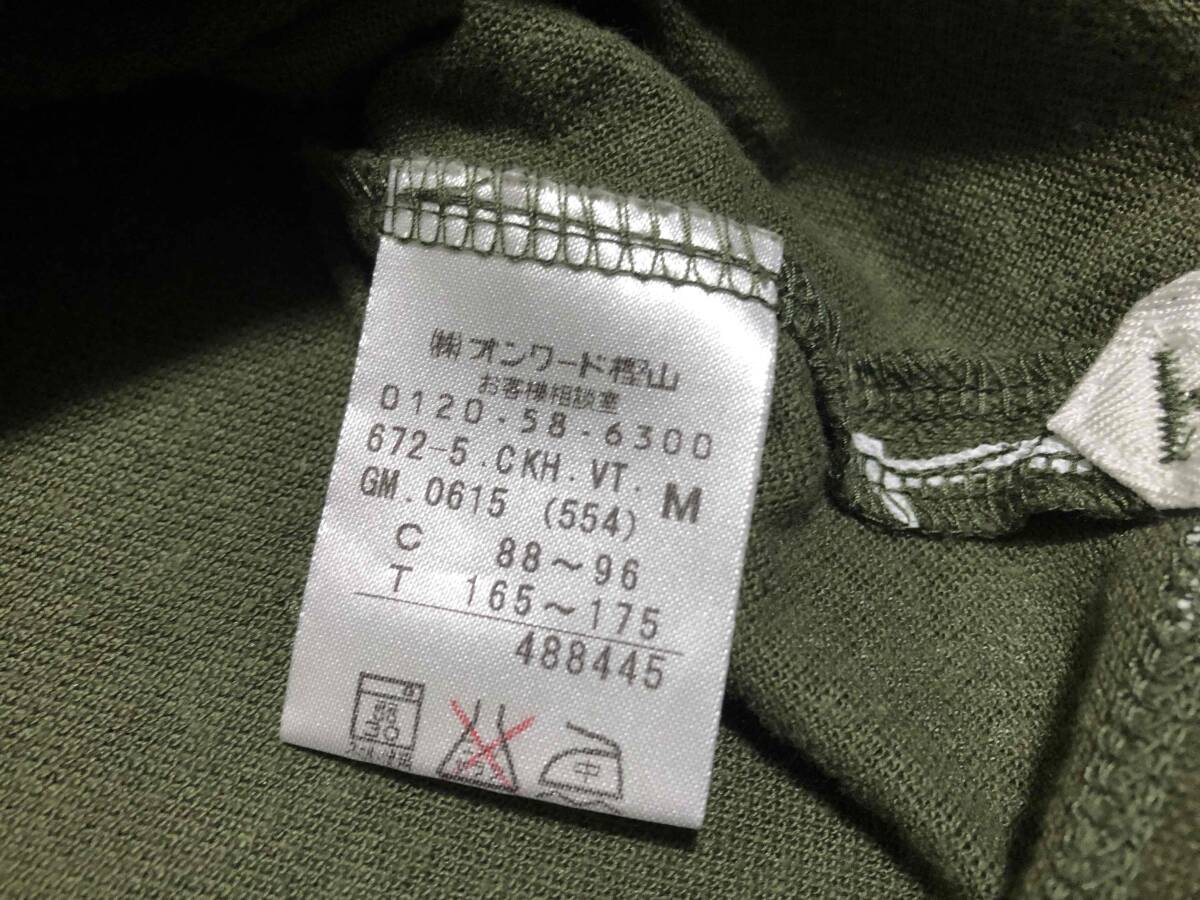 ㈱オンワード樫山
お客様相談室
0120-58-6300
672-5.CKH.VT. M
GM.0615 (554)
C 88〜96
T 165〜175
488445
中